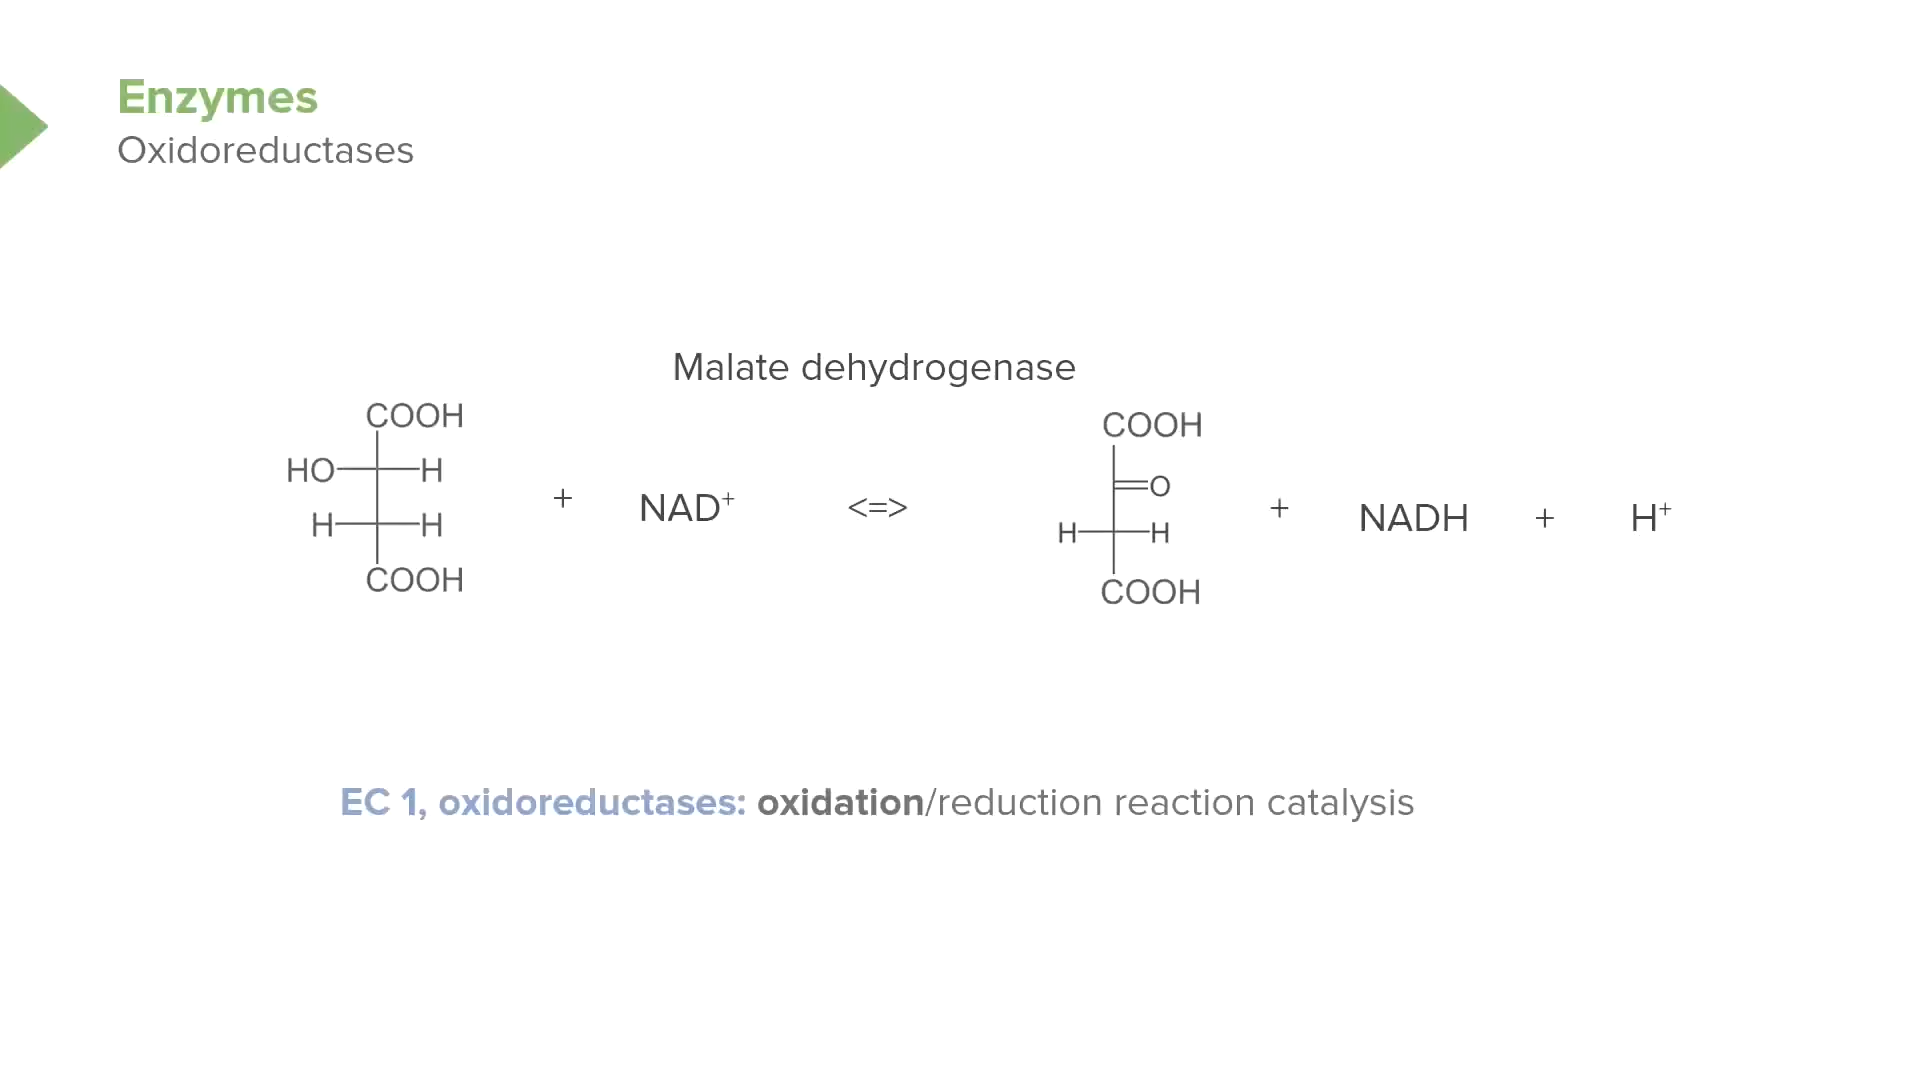 Enzymes
Oxidoreductases
Malate dehydrogenase
COOH
HO H
H H
COOH
+ NAD⁺ <=>
COOH
O
H H
COOH
+ NADH + H⁺
EC 1, oxidoreductases: oxidation/reduction reaction catalysis